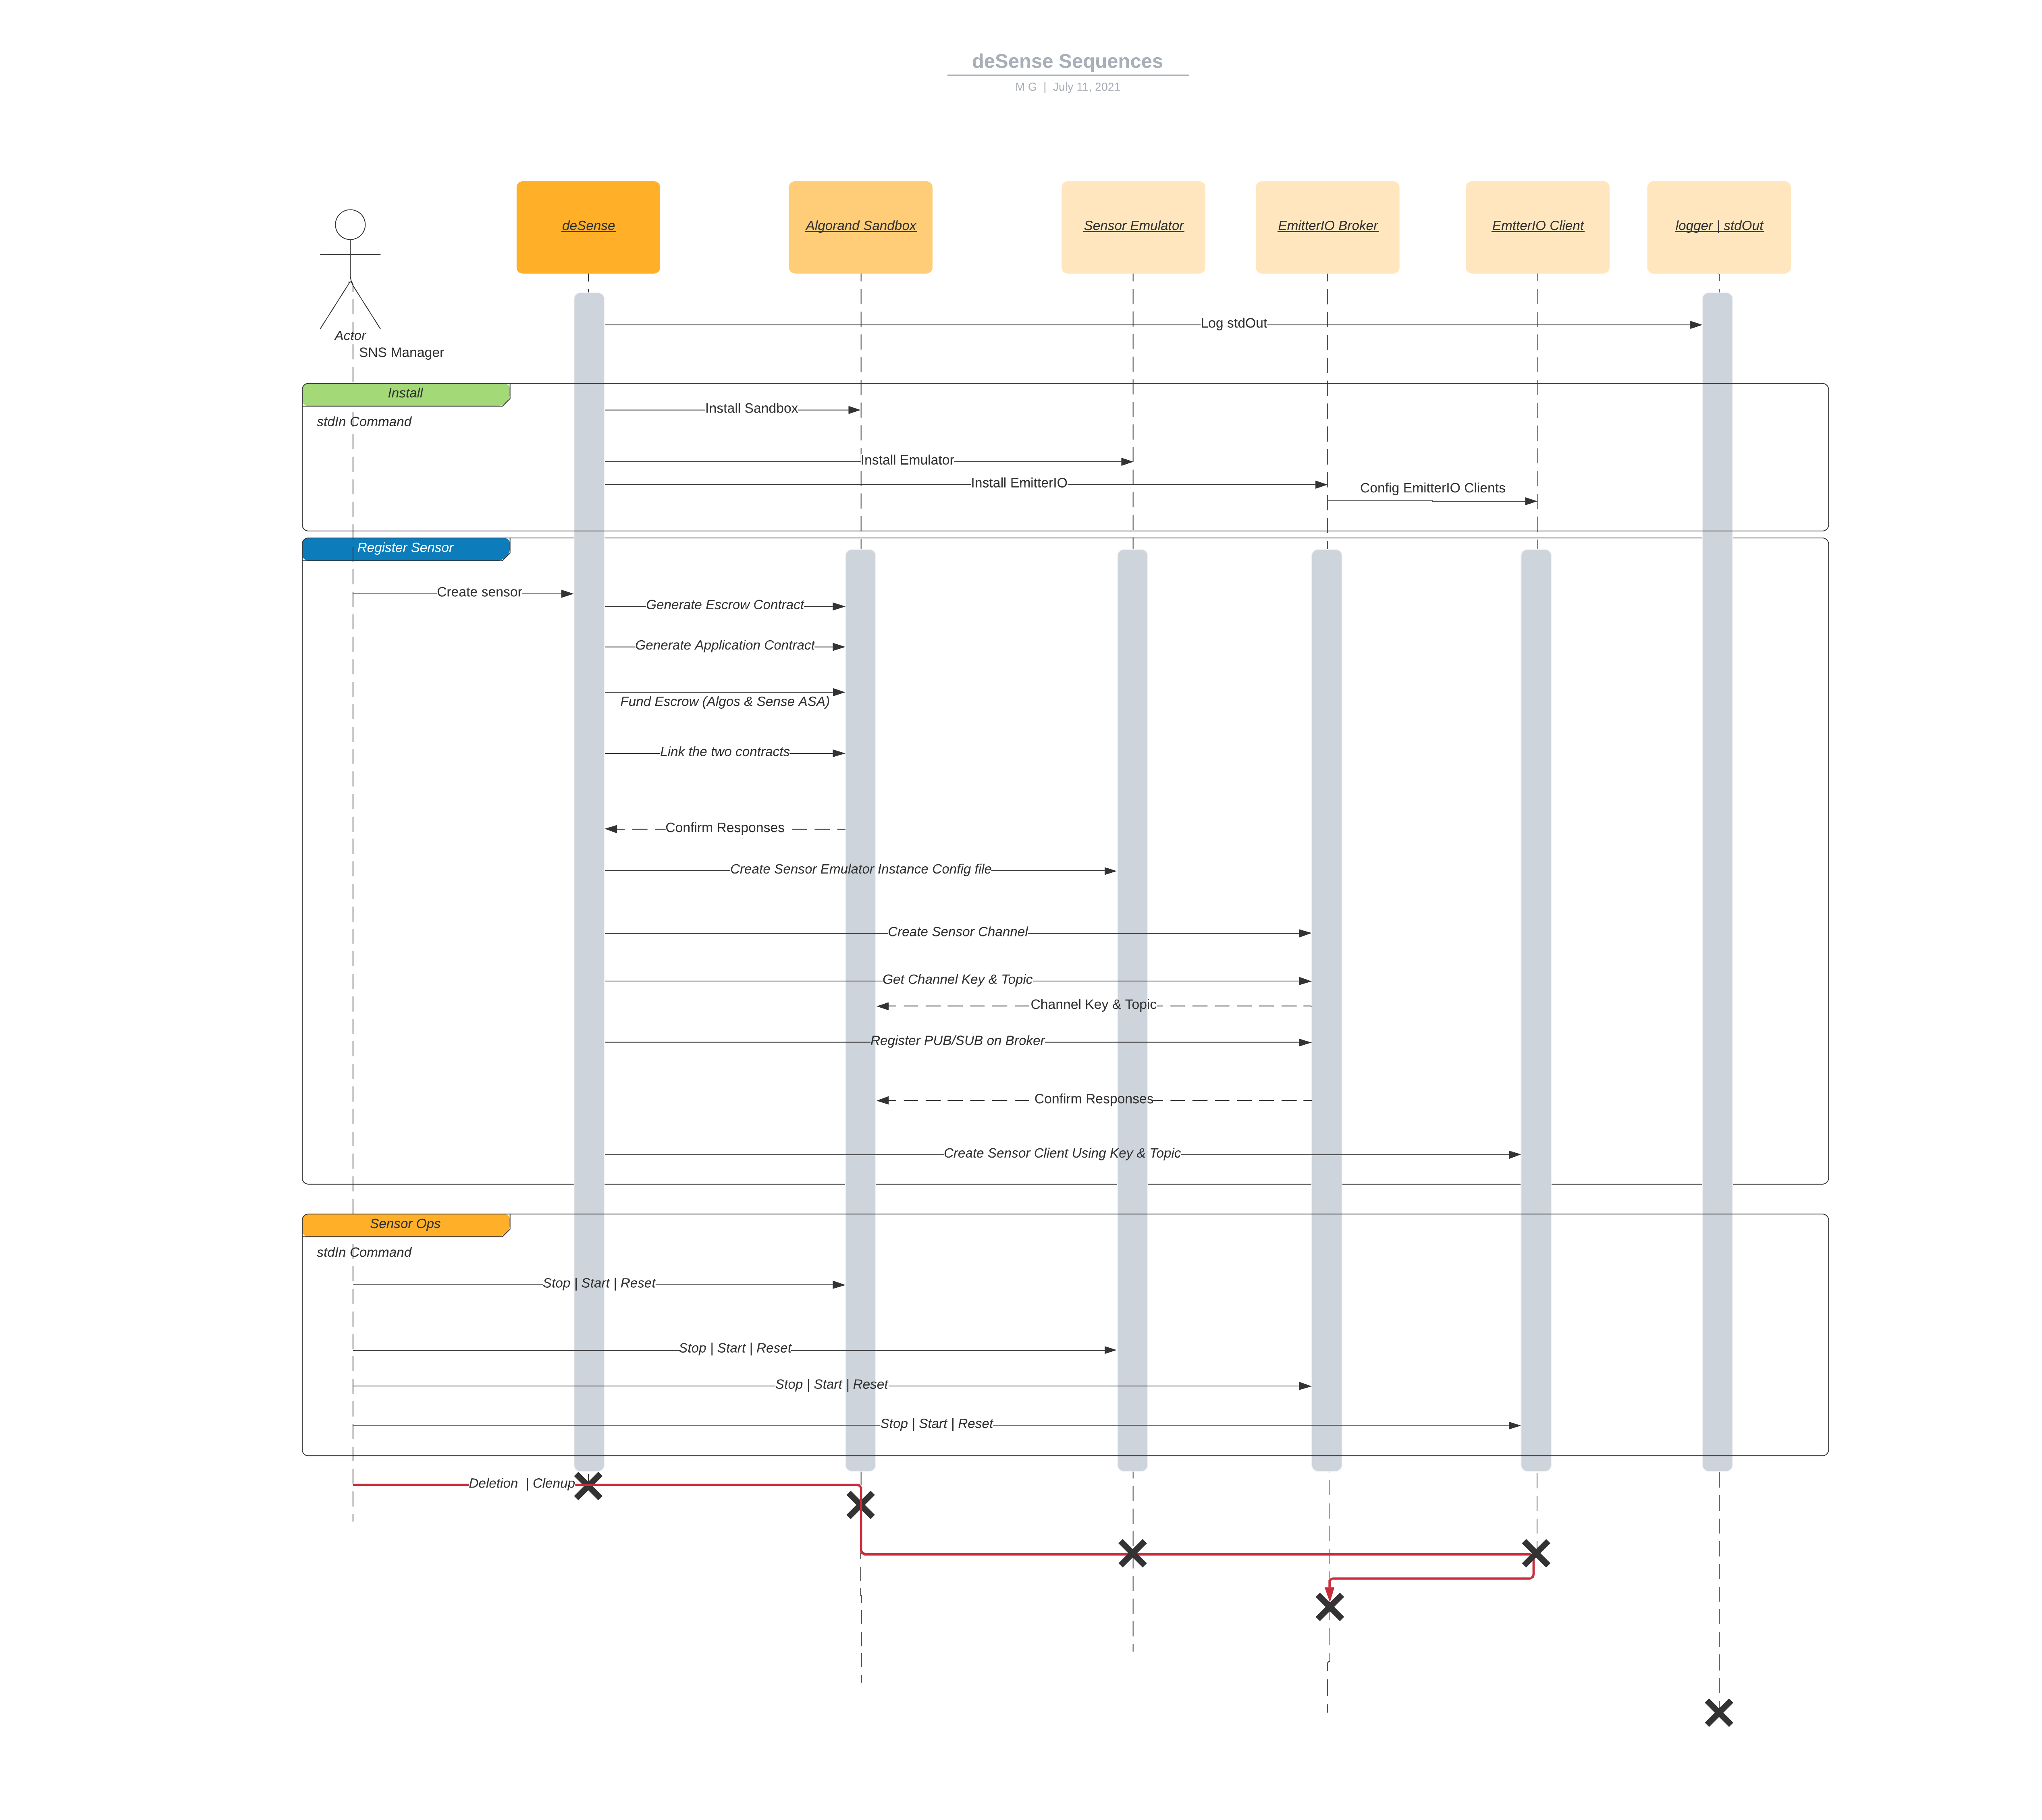 deSense Sequences
M G | July 11, 2021
deSense
Algorand Sandbox
Sensor Emulator
EmitterIO Broker
EmtterIO Client
logger | stdOut
Log stdOut
Actor
SNS Manager
Install
stdIn Command
Install Sandbox
Install Emulator
Install EmitterIO
Config EmitterIO Clients
Register Sensor
Create sensor
Generate Escrow Contract
Generate Application Contract
Fund Escrow (Algos & Sense ASA)
Link the two contracts
Confirm Responses
Create Sensor Emulator Instance Config file
Create Sensor Channel
Get Channel Key & Topic
Channel Key & Topic
Register PUB/SUB on Broker
Confirm Responses
Create Sensor Client Using Key & Topic
Sensor Ops
stdIn Command
Stop | Start | Reset
Stop | Start | Reset
Stop | Start | Reset
Stop | Start | Reset
Deletion | Clenup